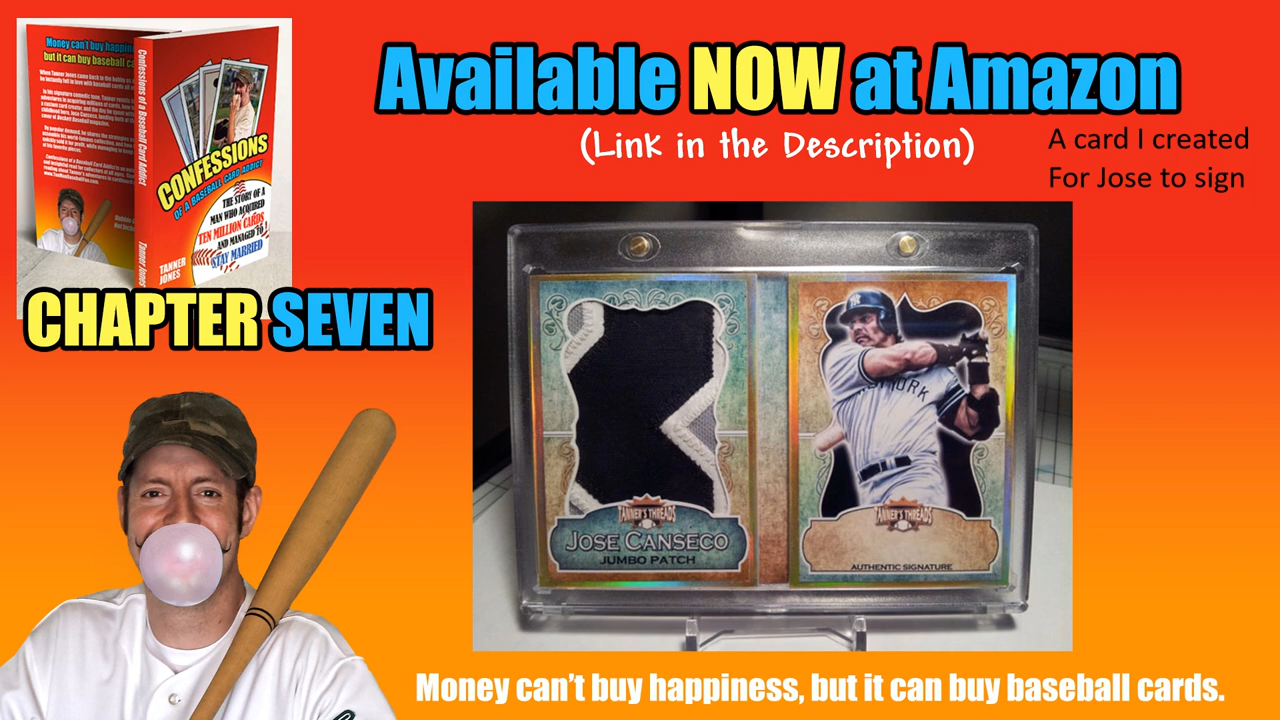 Money can't buy happin
but it can buy baseball ca
Confessions of a Baseball Card Addict
Tanner Jones
CONFESSIONS
OF A BASEBALL CARD ADDICT
THE STORY OF A
MAN WHO ACQUIRED
TEN MILLION CARDS
AND MANAGED TO
STAY MARRIED
TANNER
JONES
Available NOW at Amazon
(Link in the Description)
A card I created
For Jose to sign
CHAPTER SEVEN
TANNER'S THREADS
JOSE CANSECO
JUMBO PATCH
YORK
TANNER'S THREADS
AUTHENTIC SIGNATURE
Money can't buy happiness, but it can buy baseball cards.